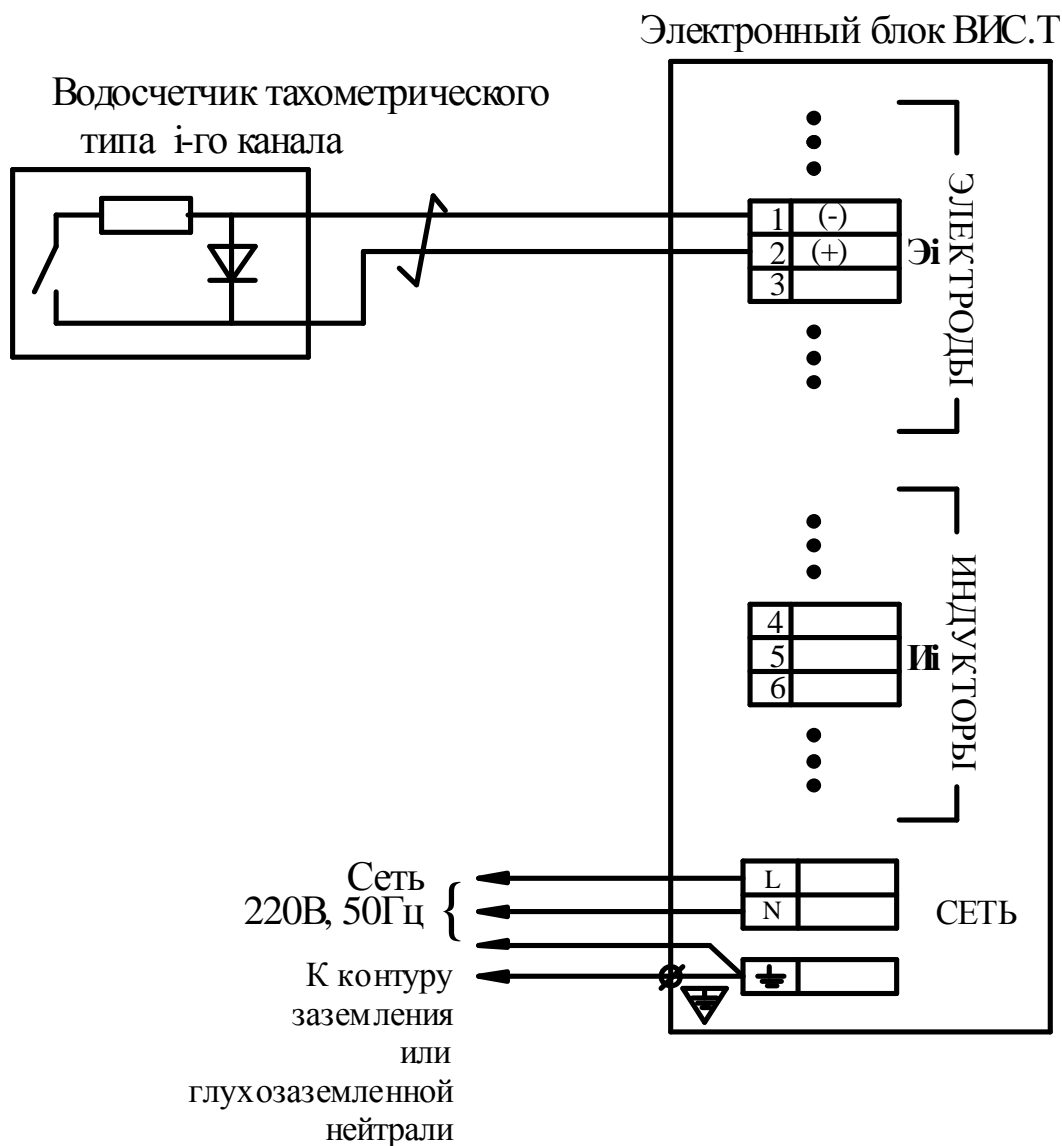 Электронный блок ВИС.Т
Водосчетчик тахометрического
типа i-го канала
1 (-)
2 (+)
3
Эi
ЭЛЕКТРОДЫ
4
5
6
Иi
ИНДУКТОРЫ
Сеть
220В, 50Гц
L
N
СЕТЬ
К контуру
заземления
или
глухозаземленной
нейтрали